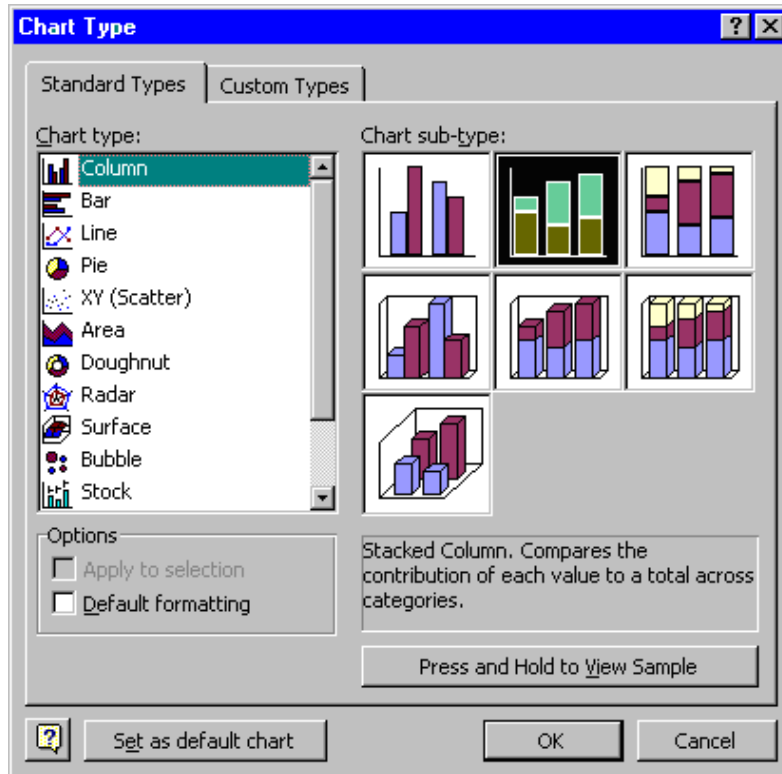 Chart Type
Standard Types
Custom Types
Chart type:
Column
Bar
Line
Pie
XY (Scatter)
Area
Doughnut
Radar
Surface
Bubble
Stock
Chart sub-type:
Options
Apply to selection
Default formatting
Stacked Column. Compares the
contribution of each value to a total across
categories.
Press and Hold to View Sample
Set as default chart
OK
Cancel